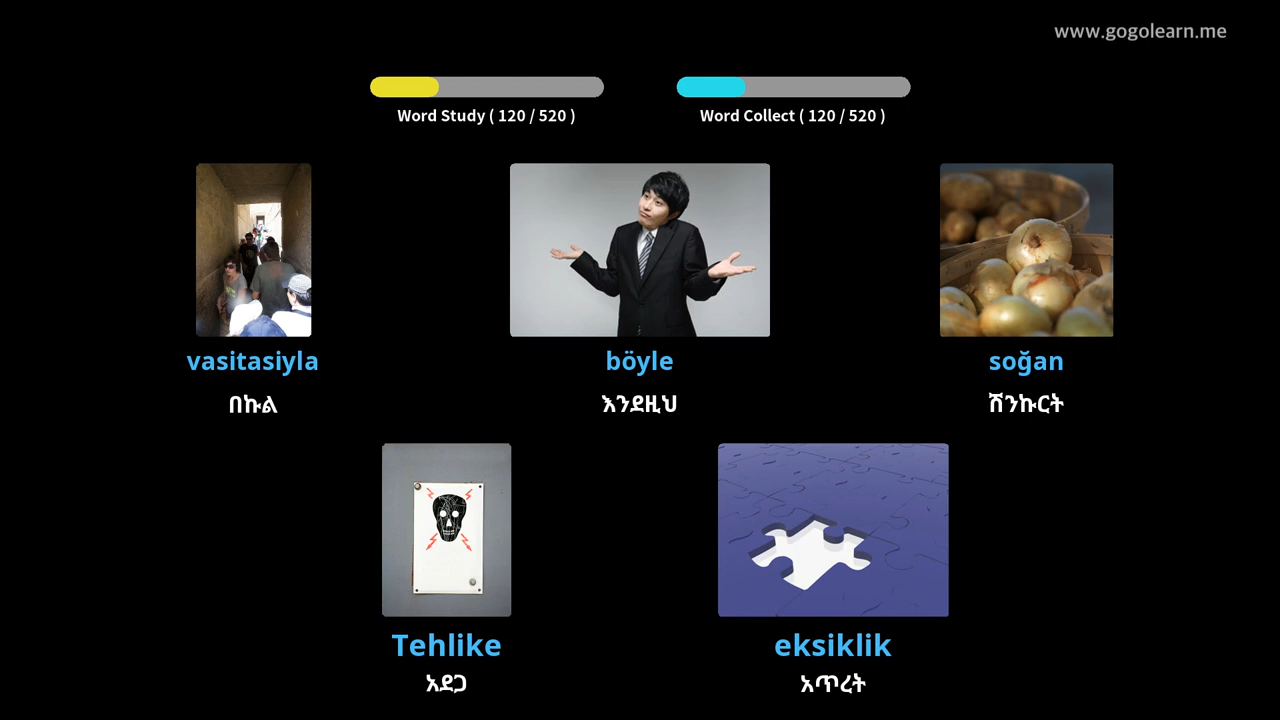 www.gogolearn.me
Word Study ( 120 / 520 )
Word Collect ( 120 / 520 )
vasitasiyla
böyle
soğan
በኩል
እንደዚህ
ሽንኩርት
Tehlike
eksiklik
አደጋ
አጥረት